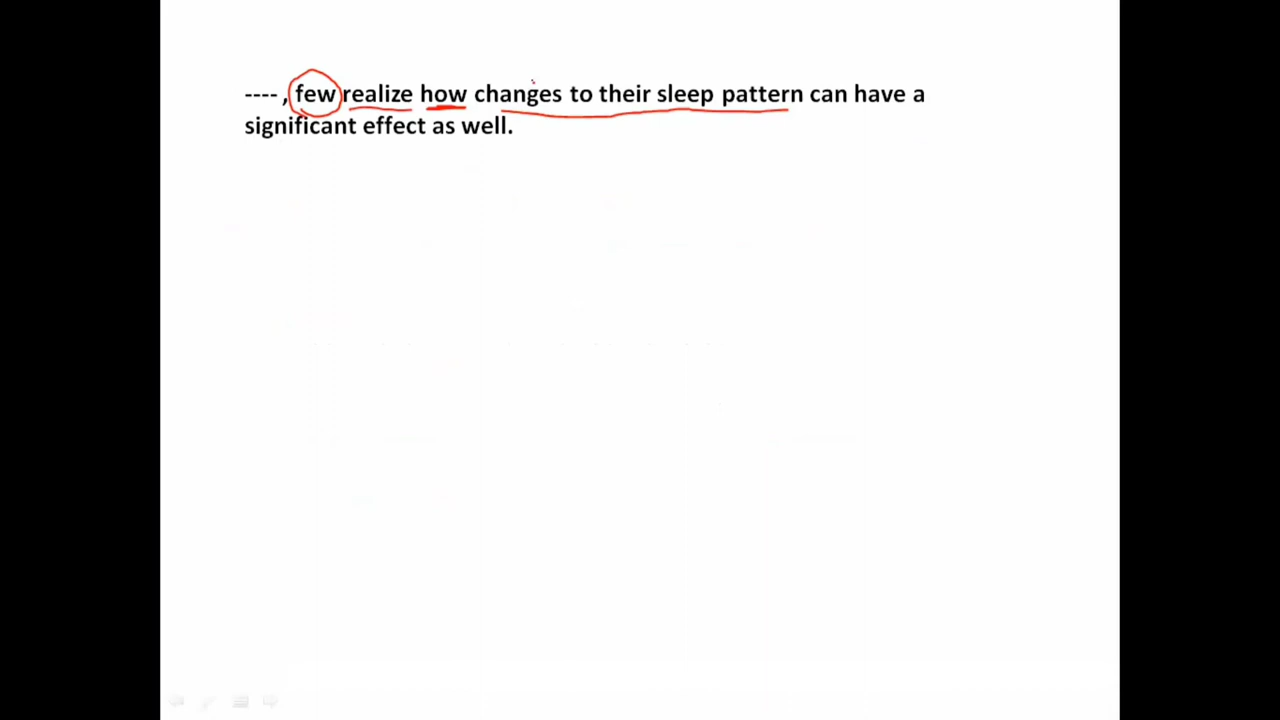 ---- , few realize how changes to their sleep pattern can have a
significant effect as well.